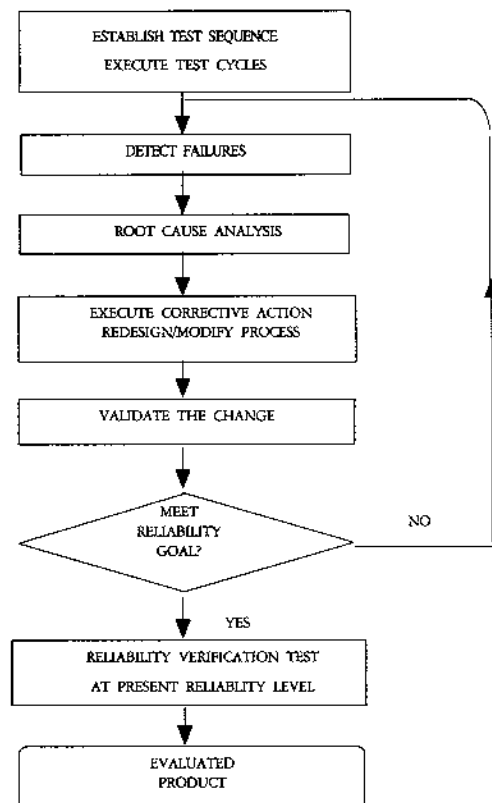 ESTABLISH TEST SEQUENCE
EXECUTE TEST CYCLES
DETECT FAILURES
ROOT CAUSE ANALYSIS
EXECUTE CORRECTIVE ACTION
REDESIGN/MODIFY PROCESS
VALIDATE THE CHANGE
MEET
RELIABILITY
GOAL?
NO
YES
RELIABILITY VERIFICATION TEST
AT PRESENT RELIABLITY LEVEL
EVALUATED
PRODUCT